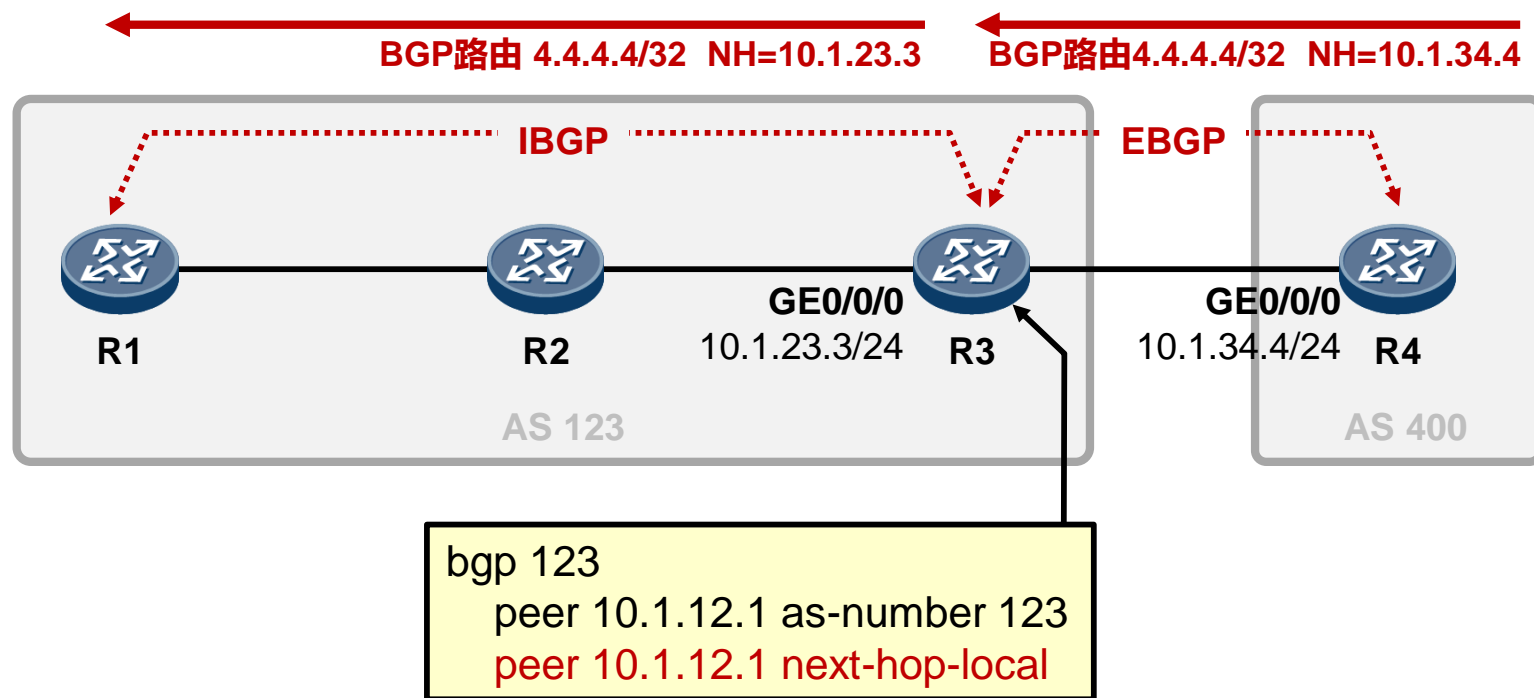 BGP路由 4.4.4.4/32 NH=10.1.23.3
BGP路由4.4.4.4/32 NH=10.1.34.4
IBGP
EBGP
GE0/0/0
10.1.23.3/24
GE0/0/0
10.1.34.4/24
R1
R2
R3
R4
AS 123
AS 400
bgp 123
peer 10.1.12.1 as-number 123
peer 10.1.12.1 next-hop-local